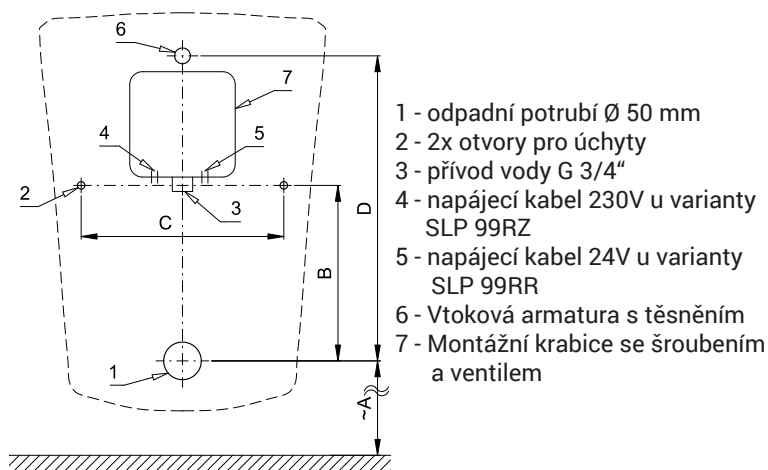 6
7
4
5
2
3
C
D
B
1
~A
1 - odpadní potrubí Ø 50 mm
2 - 2x otvory pro úchyty
3 - přívod vody G 3/4“
4 - napájecí kabel 230V u varianty
SLP 99RZ
5 - napájecí kabel 24V u varianty
SLP 99RR
6 - Vtoková armatura s těsněním
7 - Montážní krabice se šroubením
a ventilem